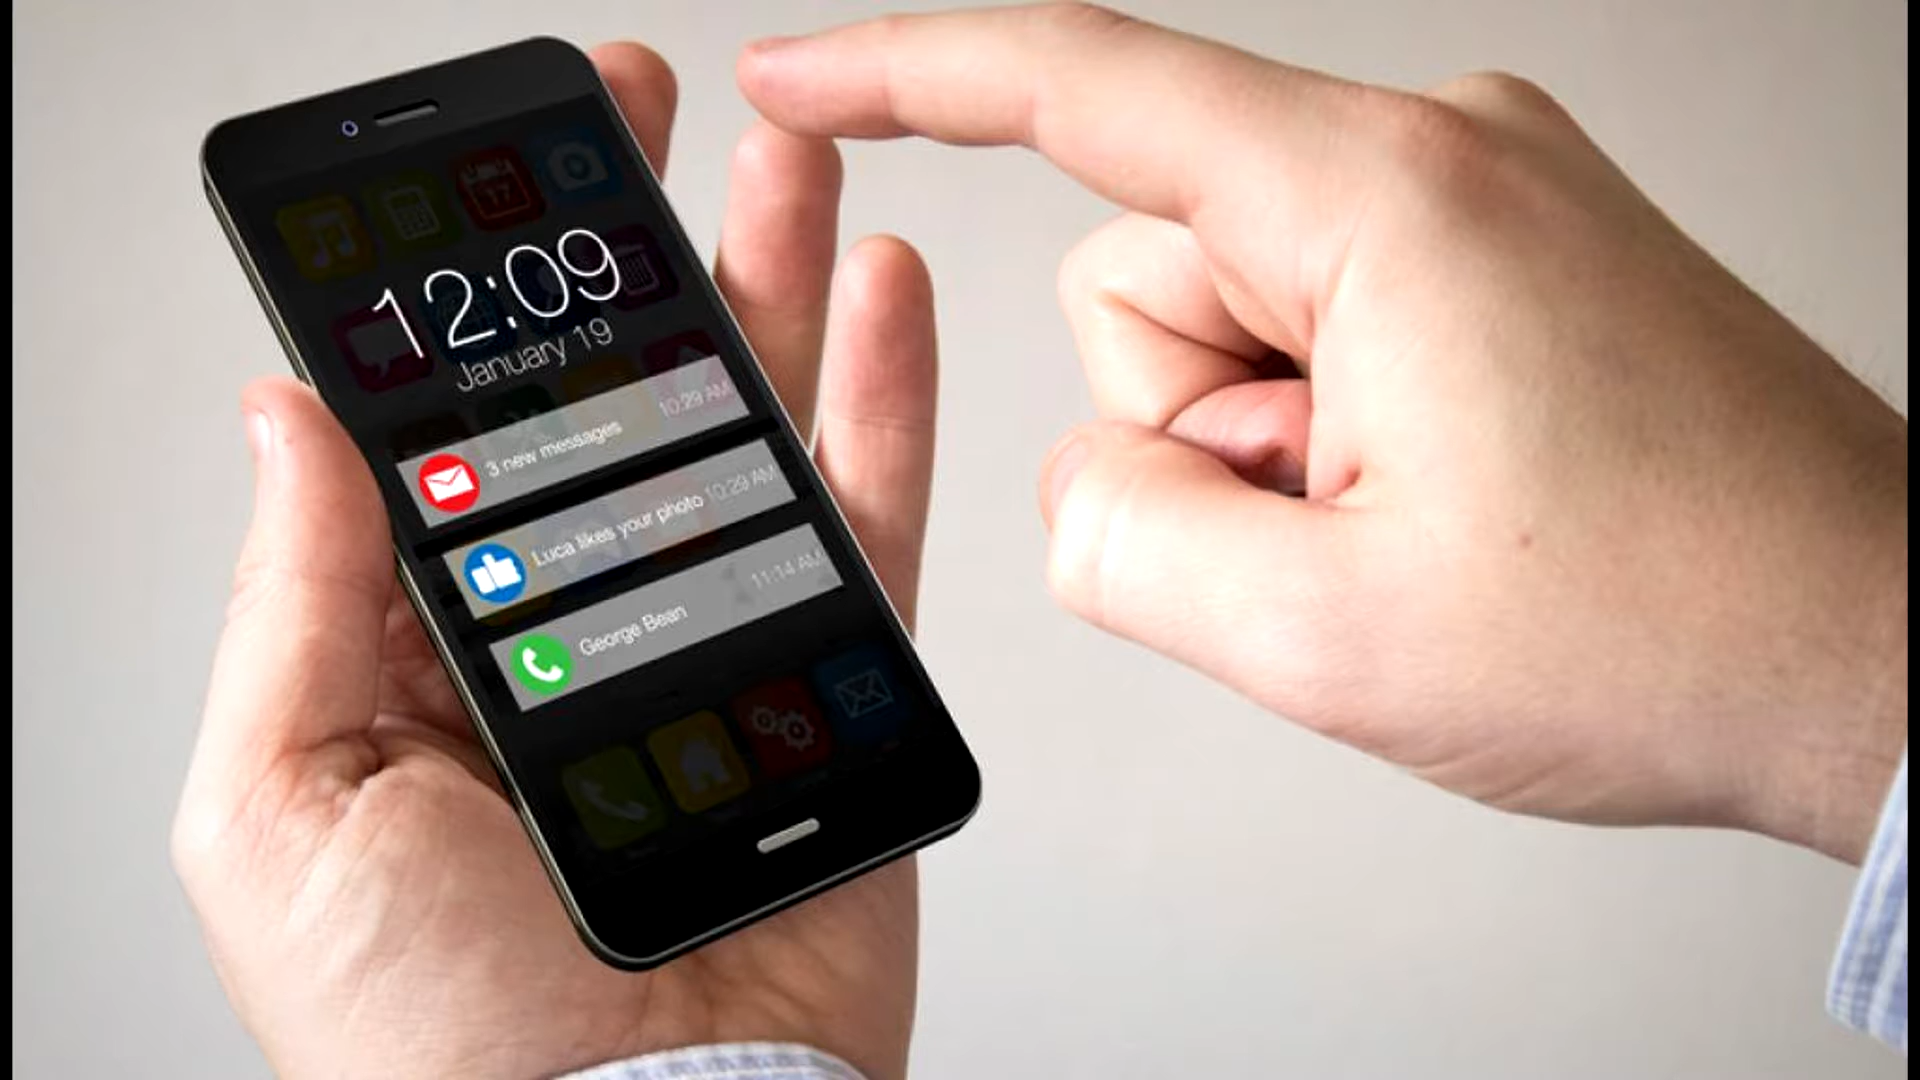 17
12:09
January 19
3 new messages 10:29 AM
Luca likes your photo 10:29 AM
George Bean 11:14 AM